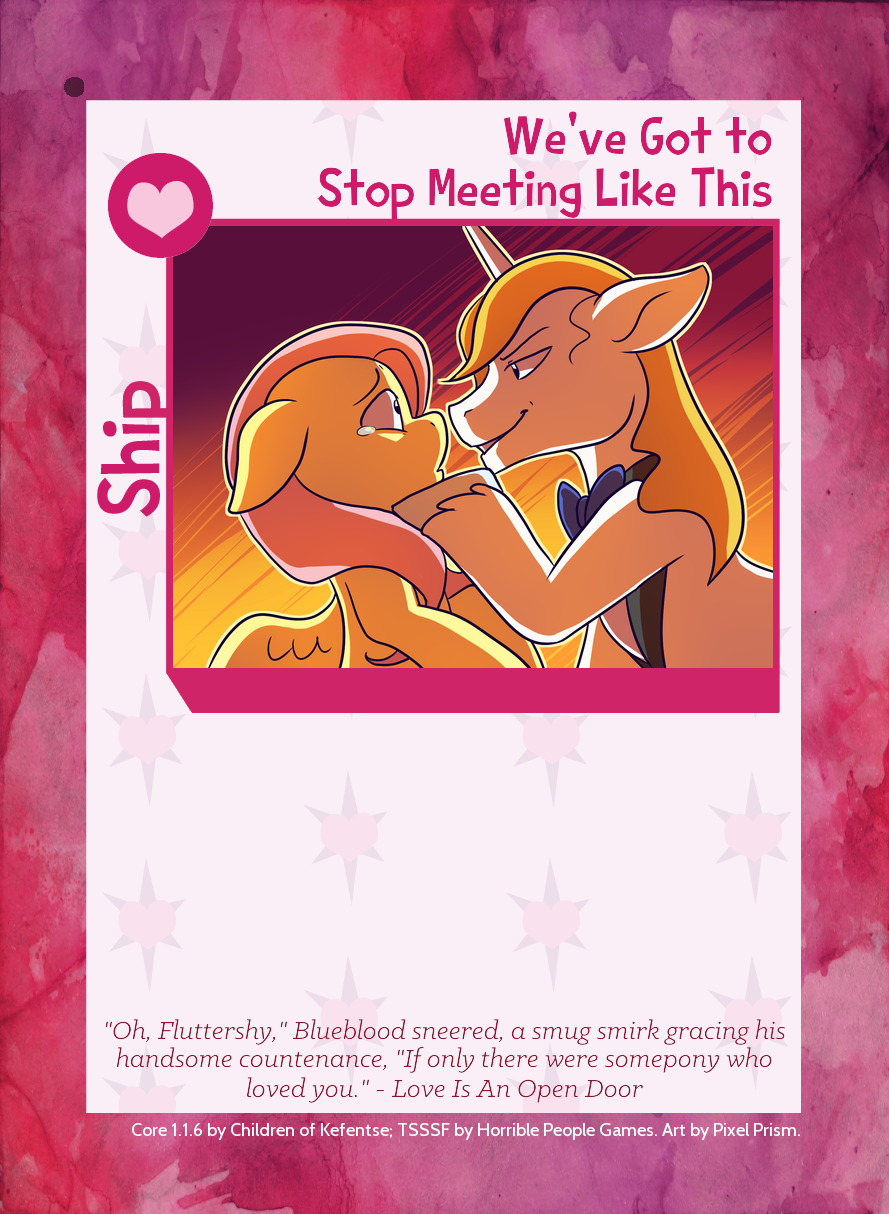 We've Got to
Stop Meeting Like This
Ship
"Oh, Fluttershy," Blueblood sneered, a smug smirk gracing his
handsome countenance, "If only there were somepony who
loved you." - Love Is An Open Door
Core 1.1.6 by Children of Kefentse; TSSSF by Horrible People Games. Art by Pixel Prism.